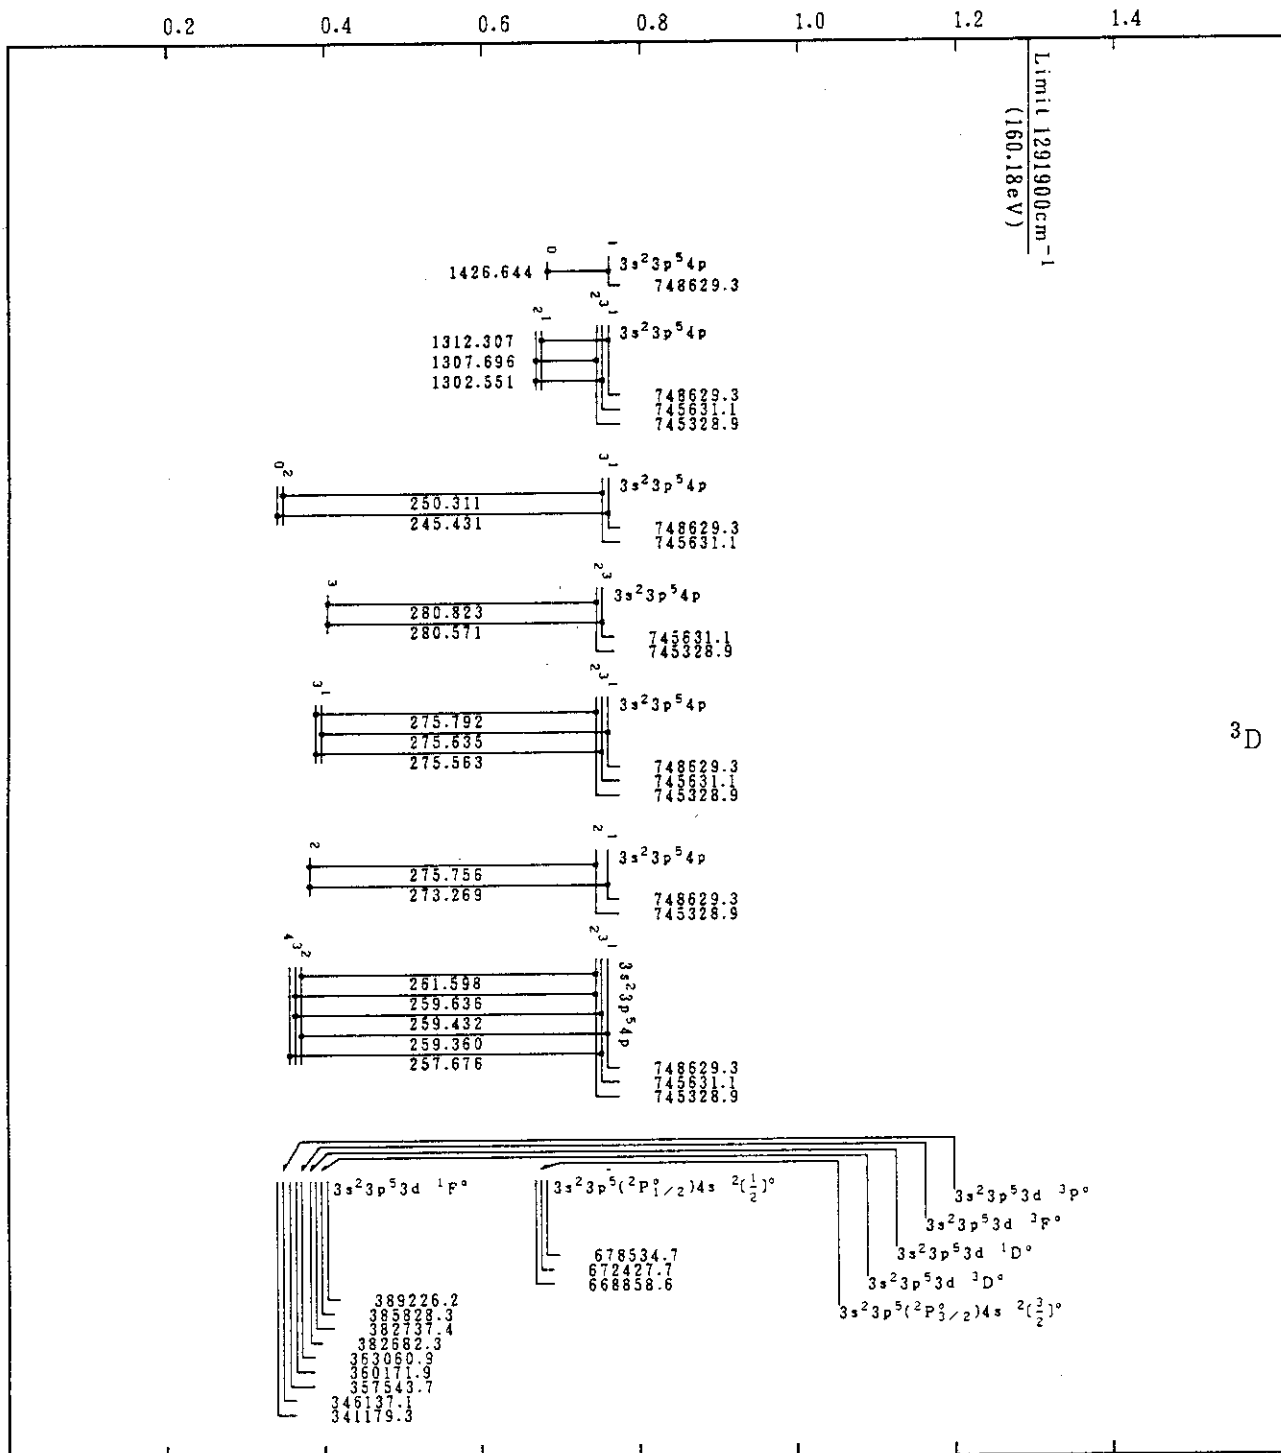 0.2 0.4 0.6 0.8 1.0 1.2 1.4
Limit 1291900cm⁻¹
(160.18eV)
0 1
3s²3p⁵4p
1426.644
748629.3
2 1 2 3 1
3s²3p⁵4p
1312.307
1307.696
1302.551
748629.3
745631.1
745328.9
0 2 3 1
3s²3p⁵4p
250.311
245.431
748629.3
745631.1
3 2 3
3s²3p⁵4p
280.823
280.571
745631.1
745328.9
3 1 2 3 1
3s²3p⁵4p
275.792
275.635
275.563
748629.3
745631.1
745328.9
³D
2 2 1
3s²3p⁵4p
275.756
273.269
748629.3
745328.9
4 3 2 2 3 1
3s²3p⁵4p
261.598
259.636
259.432
259.360
257.676
748629.3
745631.1
745328.9
3s²3p⁵3d ¹F°
3s²3p⁵(²P°1/2)4s ²(1/2)°
3s²3p⁵3d ³P°
3s²3p⁵3d ³F°
3s²3p⁵3d ¹D°
3s²3p⁵3d ³D°
3s²3p⁵(²P°3/2)4s ²(3/2)°
678534.7
672427.7
668858.6
389226.2
385828.3
382737.4
382682.3
363060.9
360171.9
357543.7
346137.1
341179.3